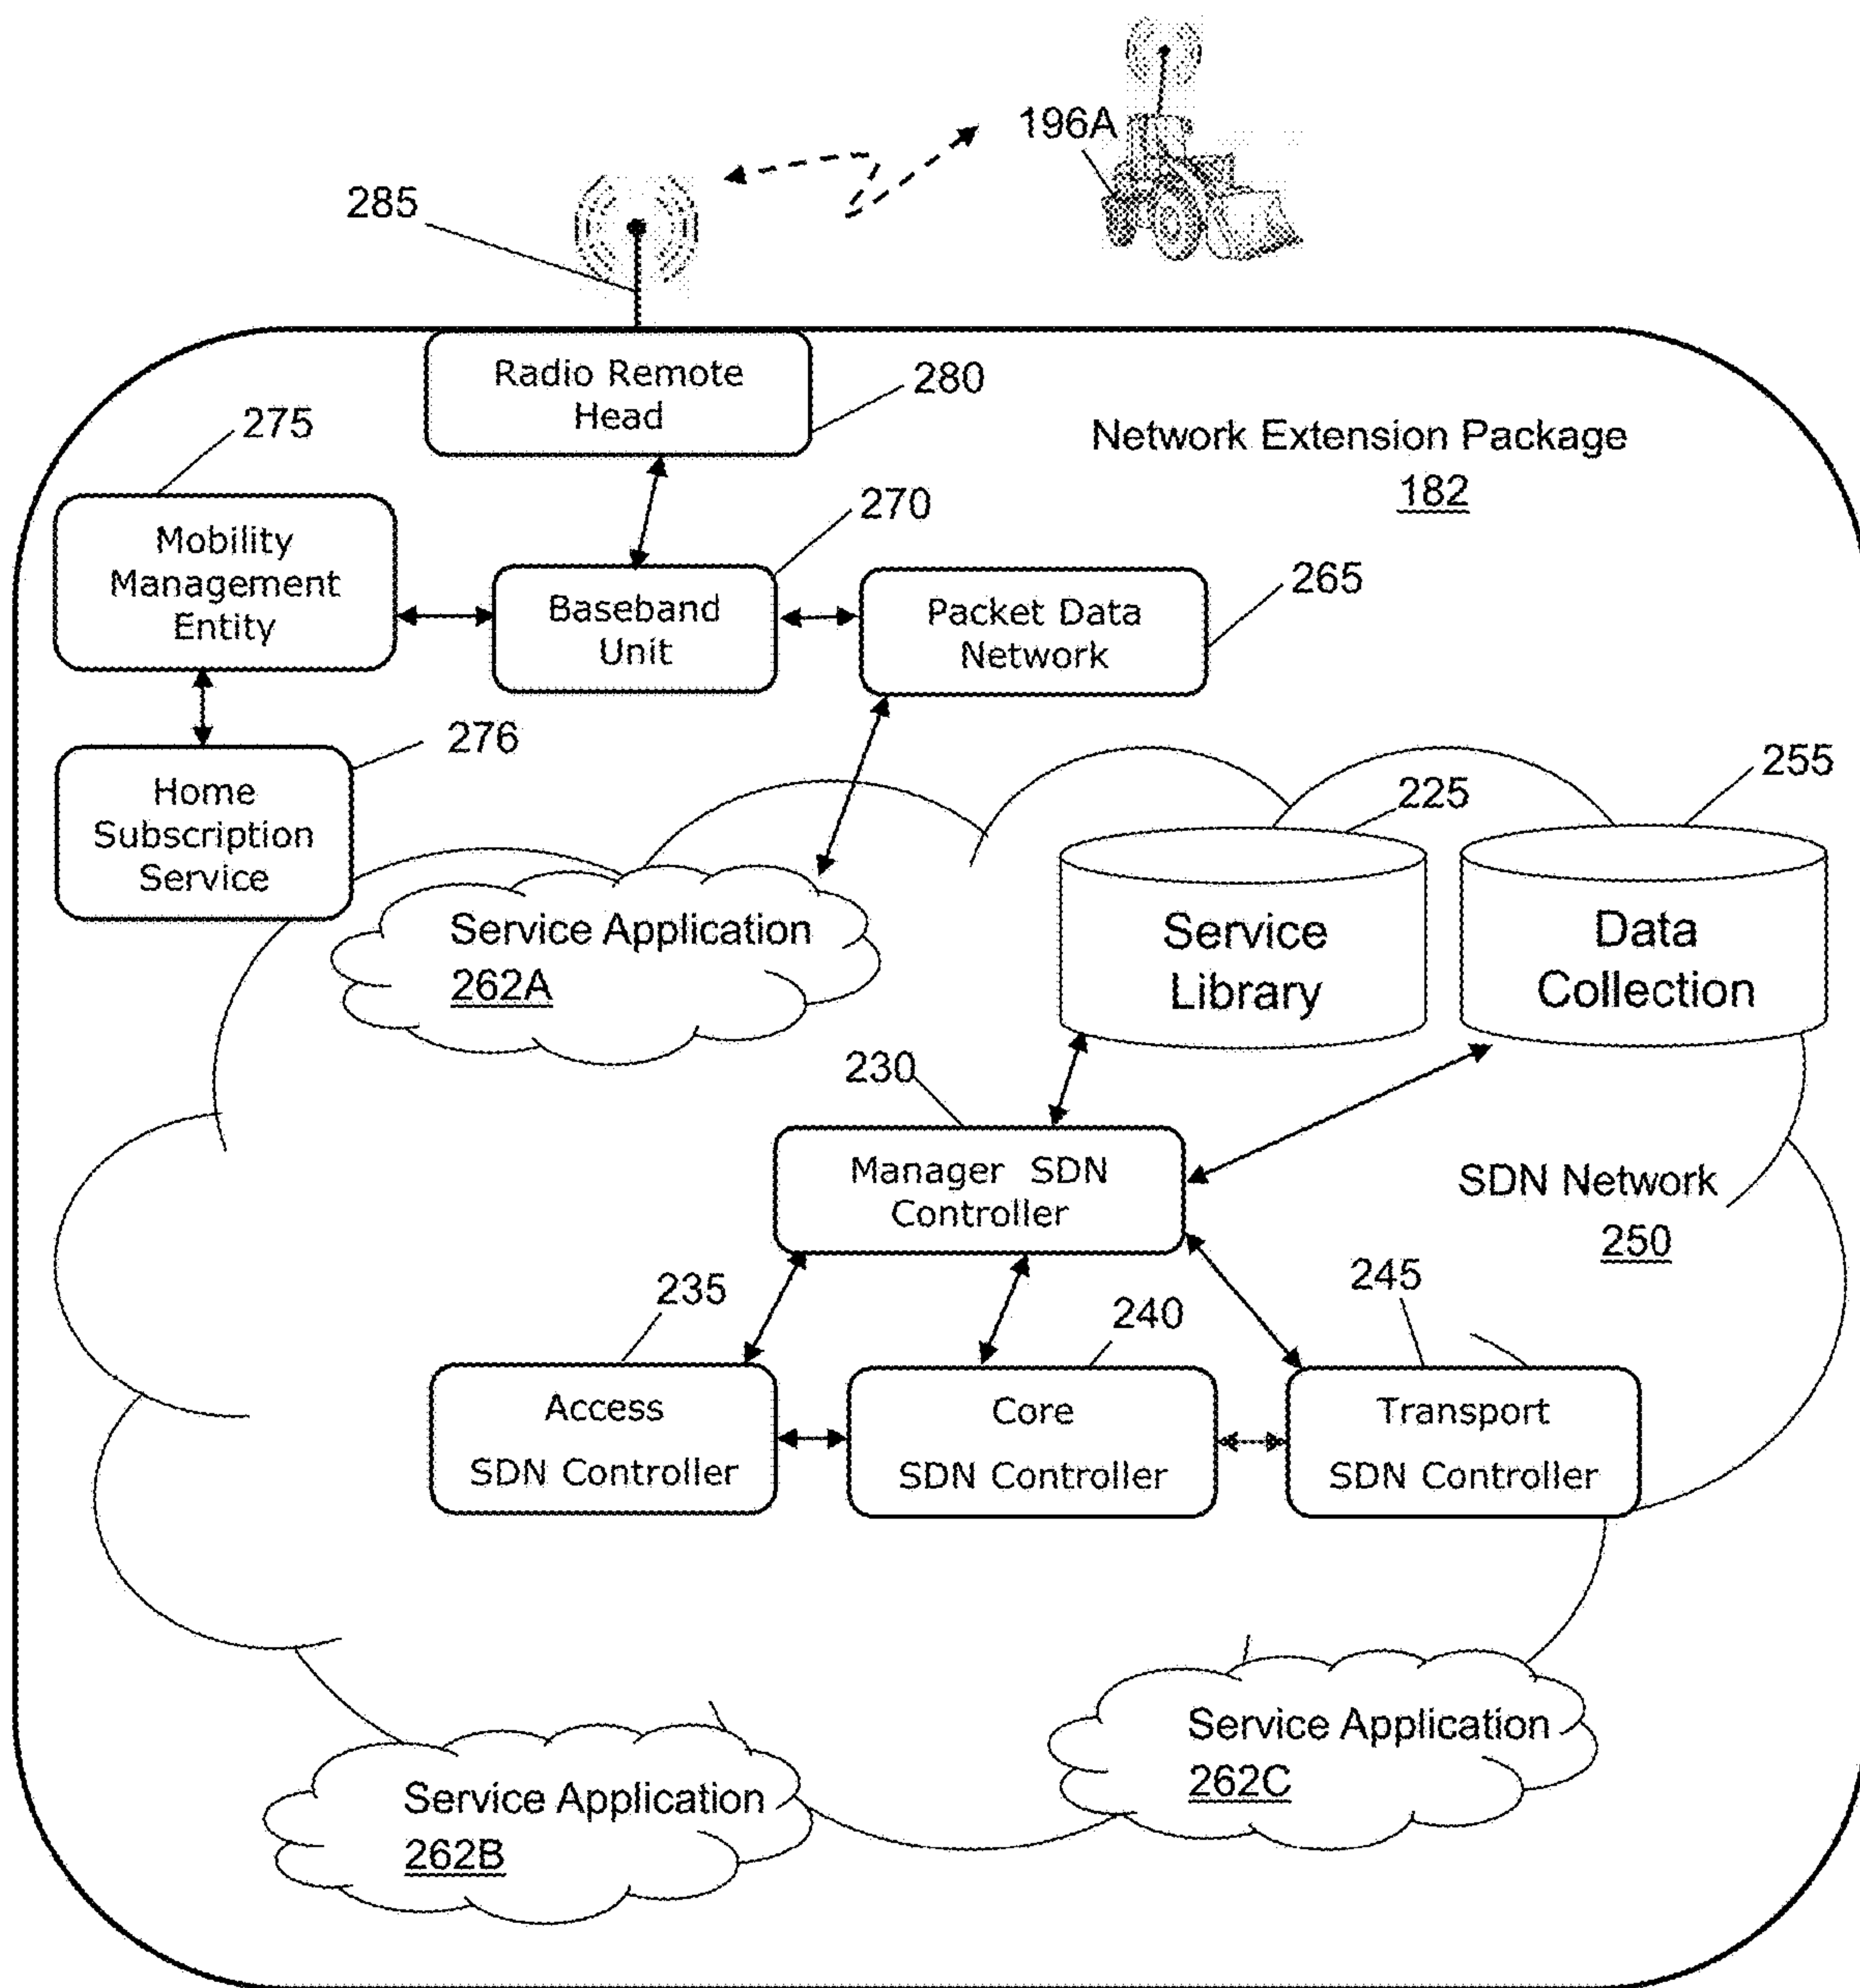 196A
285
Radio Remote
Head
280
Network Extension Package
182
275
Mobility
Management
Entity
270
Baseband
Unit
265
Packet Data
Network
276
Home
Subscription
Service
225
255
Service Application
262A
Service
Library
Data
Collection
230
Manager SDN
Controller
SDN Network
250
235
240
245
Access
SDN Controller
Core
SDN Controller
Transport
SDN Controller
Service Application
262C
Service Application
262B